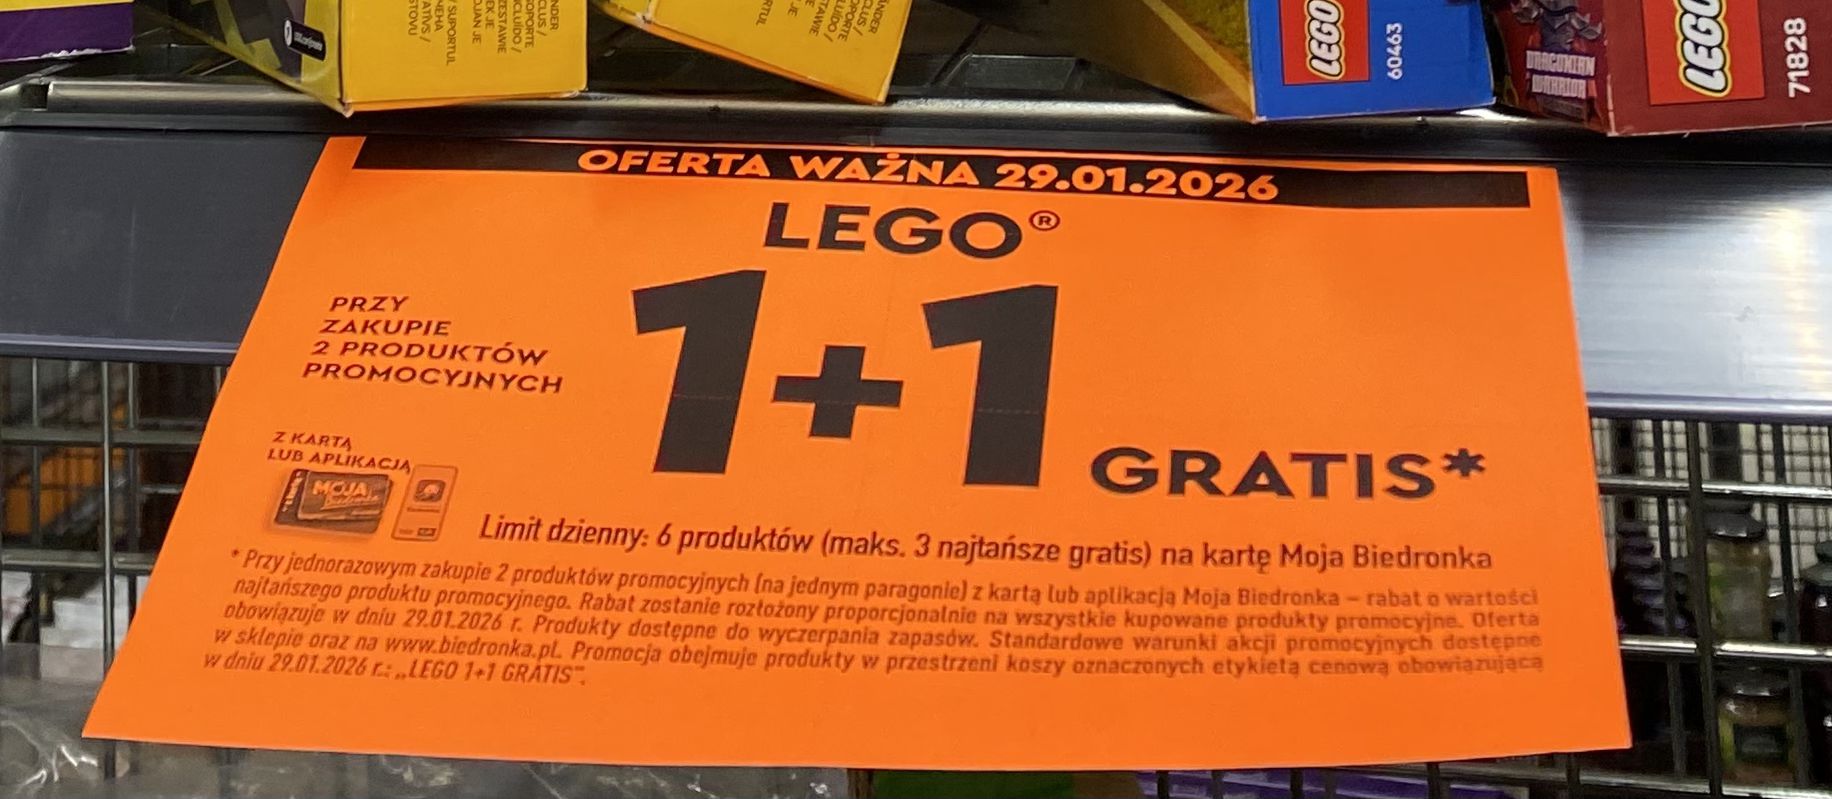 LEGO
60463
DRAGONIAN
WARRIOR
LEGO
71828
OFERTA WAŻNA 29.01.2026
LEGO®
1+1
GRATIS*
PRZY
ZAKUPIE
2 PRODUKTÓW
PROMOCYJNYCH
Z KARTĄ
LUB APLIKACJĄ
MOJA
Biedronka
Limit dzienny: 6 produktów (maks. 3 najtańsze gratis) na kartę Moja Biedronka
* Przy jednorazowym zakupie 2 produktów promocyjnych (na jednym paragonie) z kartą lub aplikacją Moja Biedronka – rabat o wartości
najtańszego produktu promocyjnego. Rabat zostanie rozłożony proporcjonalnie na wszystkie kupowane produkty promocyjne. Oferta
obowiązuje w dniu 29.01.2026 r. Produkty dostępne do wyczerpania zapasów. Standardowe warunki akcji promocyjnych dostępne
w sklepie oraz na www.biedronka.pl. Promocja obejmuje produkty w przestrzeni koszy oznaczonych etykietą cenową obowiązującą
w dniu 29.01.2026 r.: „LEGO 1+1 GRATIS".